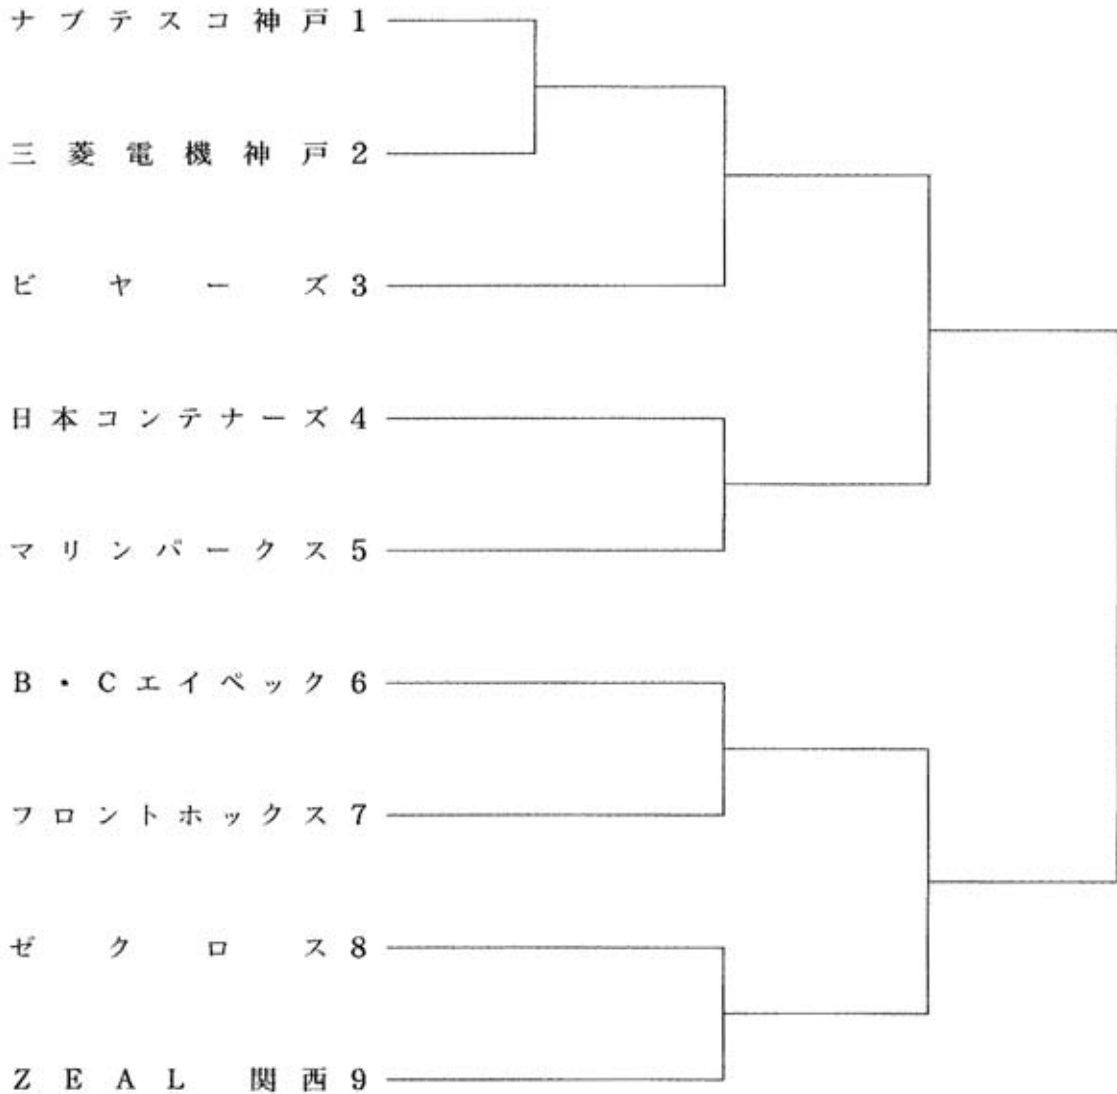 ナブテスコ神戸 1
三菱電機神戸 2
ビヤーズ 3
日本コンテナーズ 4
マリンパークス 5
B・Cエイペック 6
フロントホックス 7
ゼクロス 8
ZEAL 関西 9